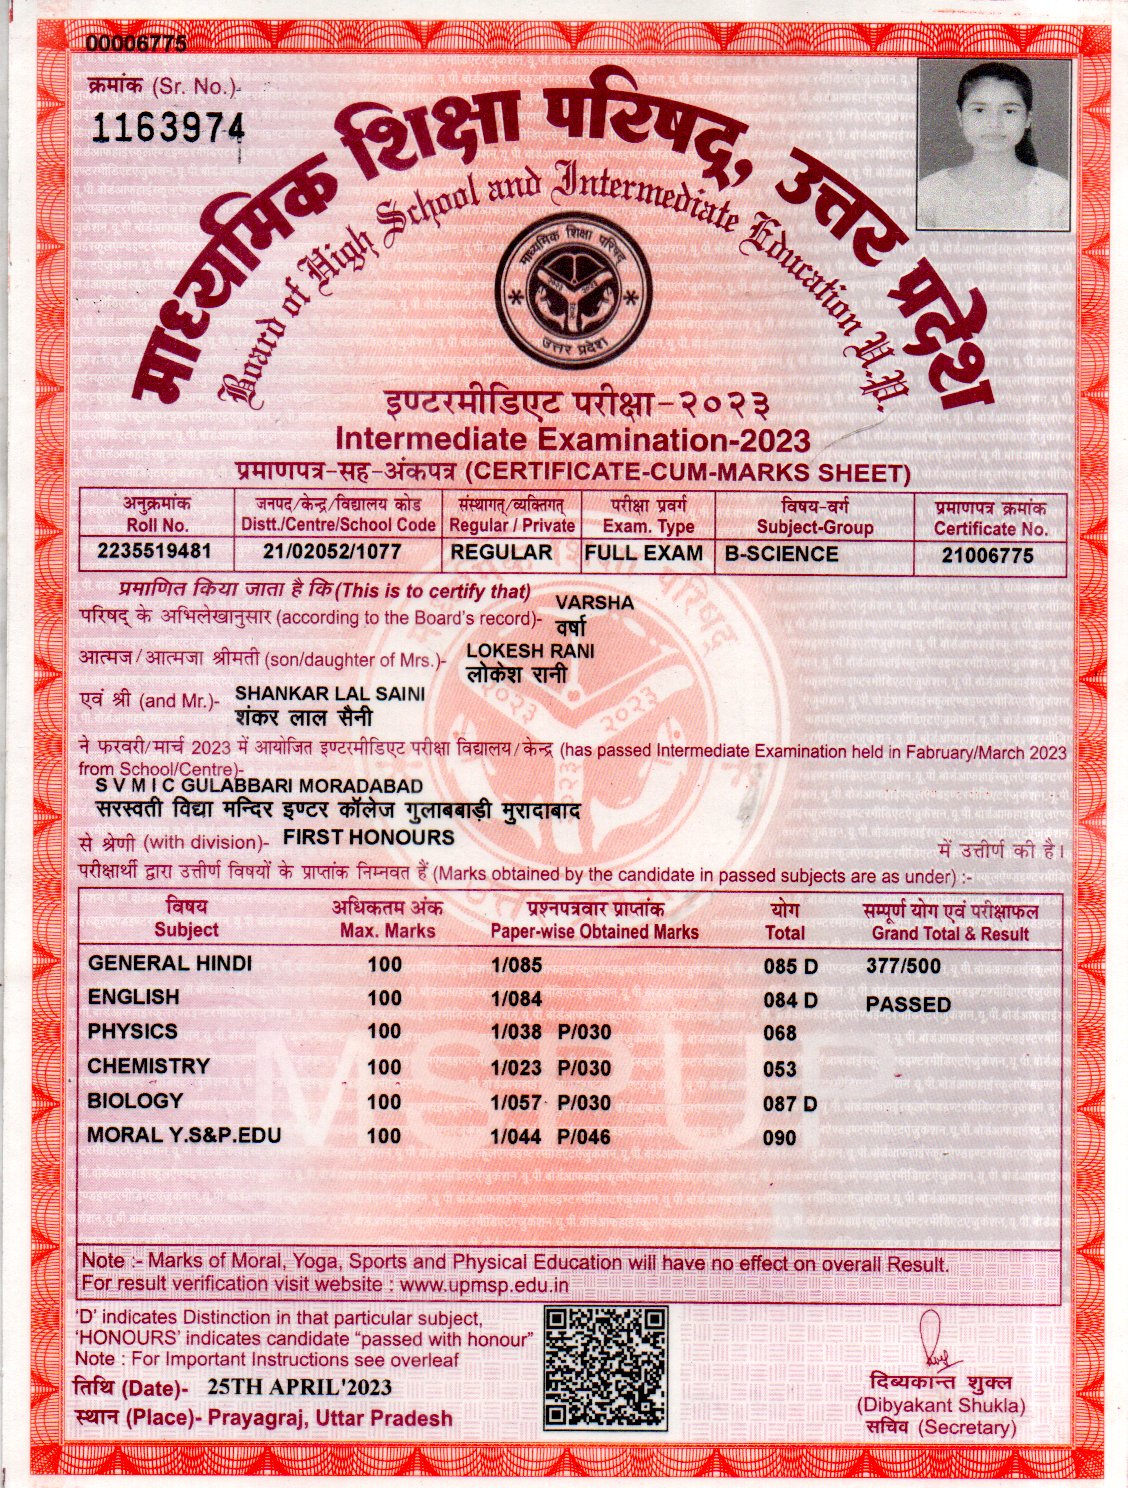 00006775
क्रमांक (Sr. No.)-
1163974
माध्यमिक शिक्षा परिषद्, उत्तर प्रदेश
Board of High School and Intermediate Education U.P.
माध्यमिक शिक्षा परिषद्
उत्तर प्रदेश
इण्टरमीडिएट परीक्षा-२०२३
Intermediate Examination-2023
प्रमाणपत्र-सह-अंकपत्र (CERTIFICATE-CUM-MARKS SHEET)
अनुक्रमांक जनपद/केन्द्र/विद्यालय कोड संस्थागत्/व्यक्तिगत् परीक्षा प्रवर्ग विषय-वर्ग प्रमाणपत्र क्रमांक
Roll No. Distt./Centre/School Code Regular / Private Exam. Type Subject-Group Certificate No.
2235519481 21/02052/1077 REGULAR FULL EXAM B-SCIENCE 21006775
प्रमाणित किया जाता है कि (This is to certify that)
VARSHA
परिषद् के अभिलेखानुसार (according to the Board's record)- वर्षा
LOKESH RANI
आत्मज/आत्मजा श्रीमती (son/daughter of Mrs.)- लोकेश रानी
एवं श्री (and Mr.)- SHANKAR LAL SAINI
शंकर लाल सैनी
ने फरवरी/मार्च 2023 में आयोजित इण्टरमीडिएट परीक्षा विद्यालय/केन्द्र (has passed Intermediate Examination held in Fabruary/March 2023
from School/Centre)-
S V M I C GULABBARI MORADABAD
सरस्वती विद्या मन्दिर इण्टर कॉलेज गुलाबबाड़ी मुरादाबाद
से श्रेणी (with division)- FIRST HONOURS में उत्तीर्ण की है।
परीक्षार्थी द्वारा उत्तीर्ण विषयों के प्राप्तांक निम्नवत हैं (Marks obtained by the candidate in passed subjects are as under) :-
विषय अधिकतम अंक प्रश्नपत्रवार प्राप्तांक योग सम्पूर्ण योग एवं परीक्षाफल
Subject Max. Marks Paper-wise Obtained Marks Total Grand Total & Result
GENERAL HINDI 100 1/085 085 D 377/500
ENGLISH 100 1/084 084 D PASSED
PHYSICS 100 1/038 P/030 068
CHEMISTRY 100 1/023 P/030 053
BIOLOGY 100 1/057 P/030 087 D
MORAL Y.S&P.EDU 100 1/044 P/046 090
Note :- Marks of Moral, Yoga, Sports and Physical Education will have no effect on overall Result.
For result verification visit website : www.upmsp.edu.in
'D' indicates Distinction in that particular subject,
'HONOURS' indicates candidate "passed with honour"
Note : For Important Instructions see overleaf
तिथि (Date)- 25TH APRIL'2023
स्थान (Place)- Prayagraj, Uttar Pradesh
दिब्यकान्त शुक्ल
(Dibyakant Shukla)
सचिव (Secretary)